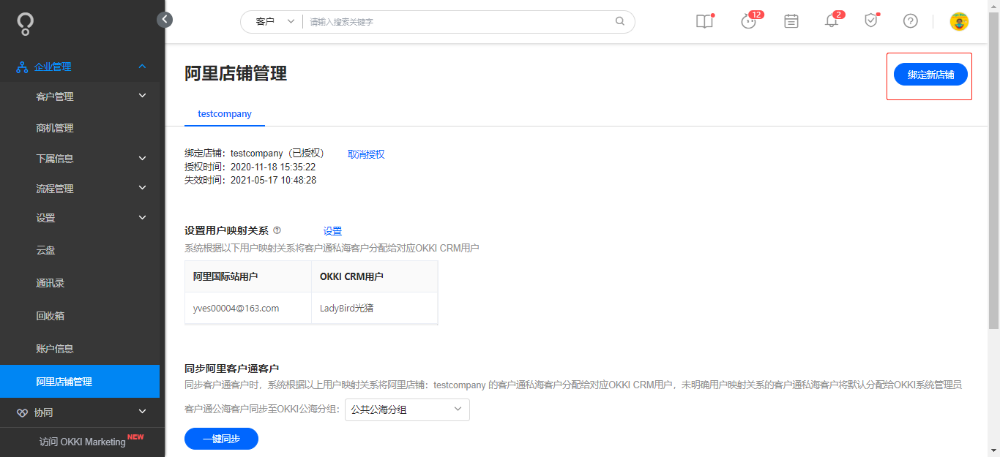 客户
请输入搜索关键字
12
2
企业管理
客户管理
商机管理
下属信息
流程管理
设置
云盘
通讯录
回收箱
账户信息
阿里店铺管理
协同
访问 OKKI Marketing NEW
阿里店铺管理
绑定新店铺
testcompany
绑定店铺：testcompany（已授权） 取消授权
授权时间：2020-11-18 15:35:22
失效时间：2021-05-17 10:48:28
设置用户映射关系 设置
系统根据以下用户映射关系将客户通私海客户分配给对应OKKI CRM用户
阿里国际站用户 OKKI CRM用户
yves00004@163.com LadyBird光猪
同步阿里客户通客户
同步客户通客户时，系统根据以上用户映射关系将阿里店铺：testcompany 的客户通私海客户分配给对应OKKI CRM用户，未明确用户映射关系的客户通私海客户将默认分配给OKKI系统管理员
客户通公海客户同步至OKKI公海分组： 公共公海分组
一键同步